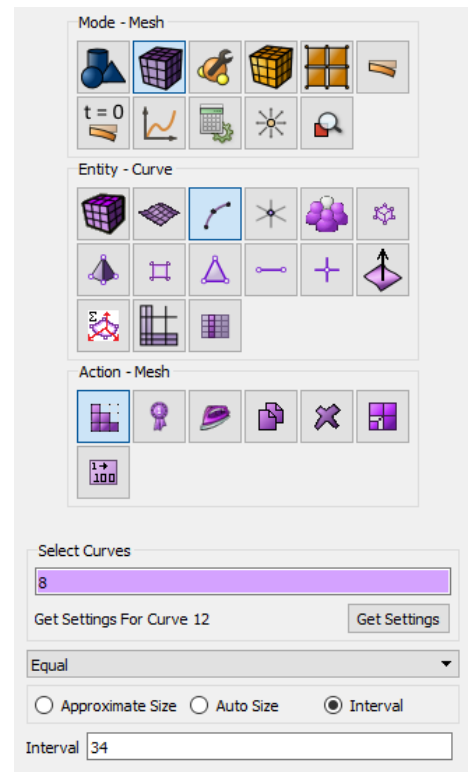 Mode - Mesh
t = 0
Entity - Curve
Σ
Action - Mesh
1
1→
100
Select Curves
8
Get Settings For Curve 12 Get Settings
Equal
Approximate Size Auto Size Interval
Interval 34